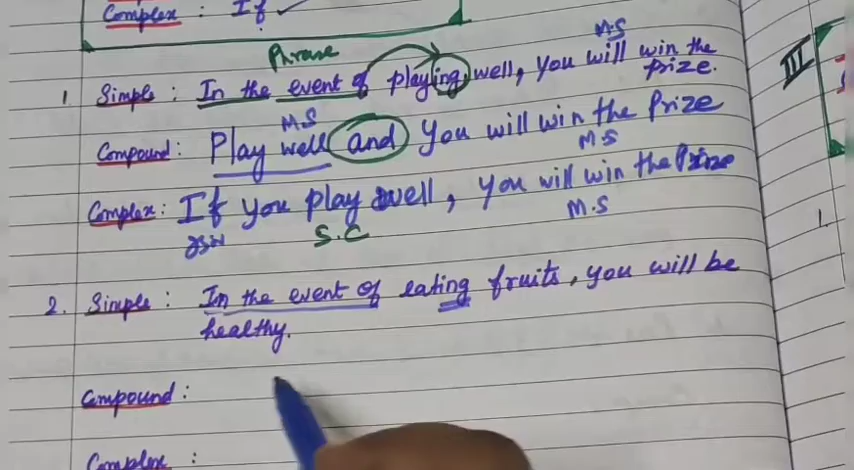 Complex : If ✓
Phrase
M.S
1. Simple : In the event of playing well, you will win the
prize.
M S
Compound : Play well and you will win the Prize
M S
Complex : If you play well, you will win the Prize
S.C
M.S
2. Simple : In the event of eating fruits, you will be
healthy.
Compound :
Complex :
III
1.